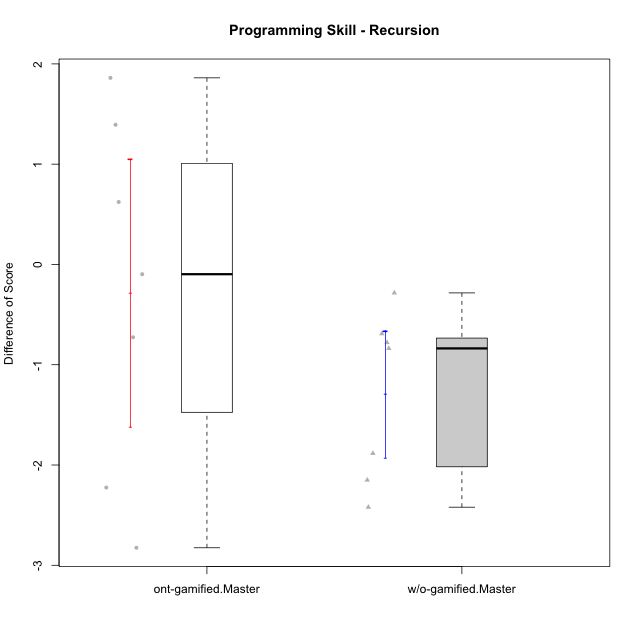 Programming Skill - Recursion
Difference of Score
2
1
0
-1
-2
-3
ont-gamified.Master
w/o-gamified.Master